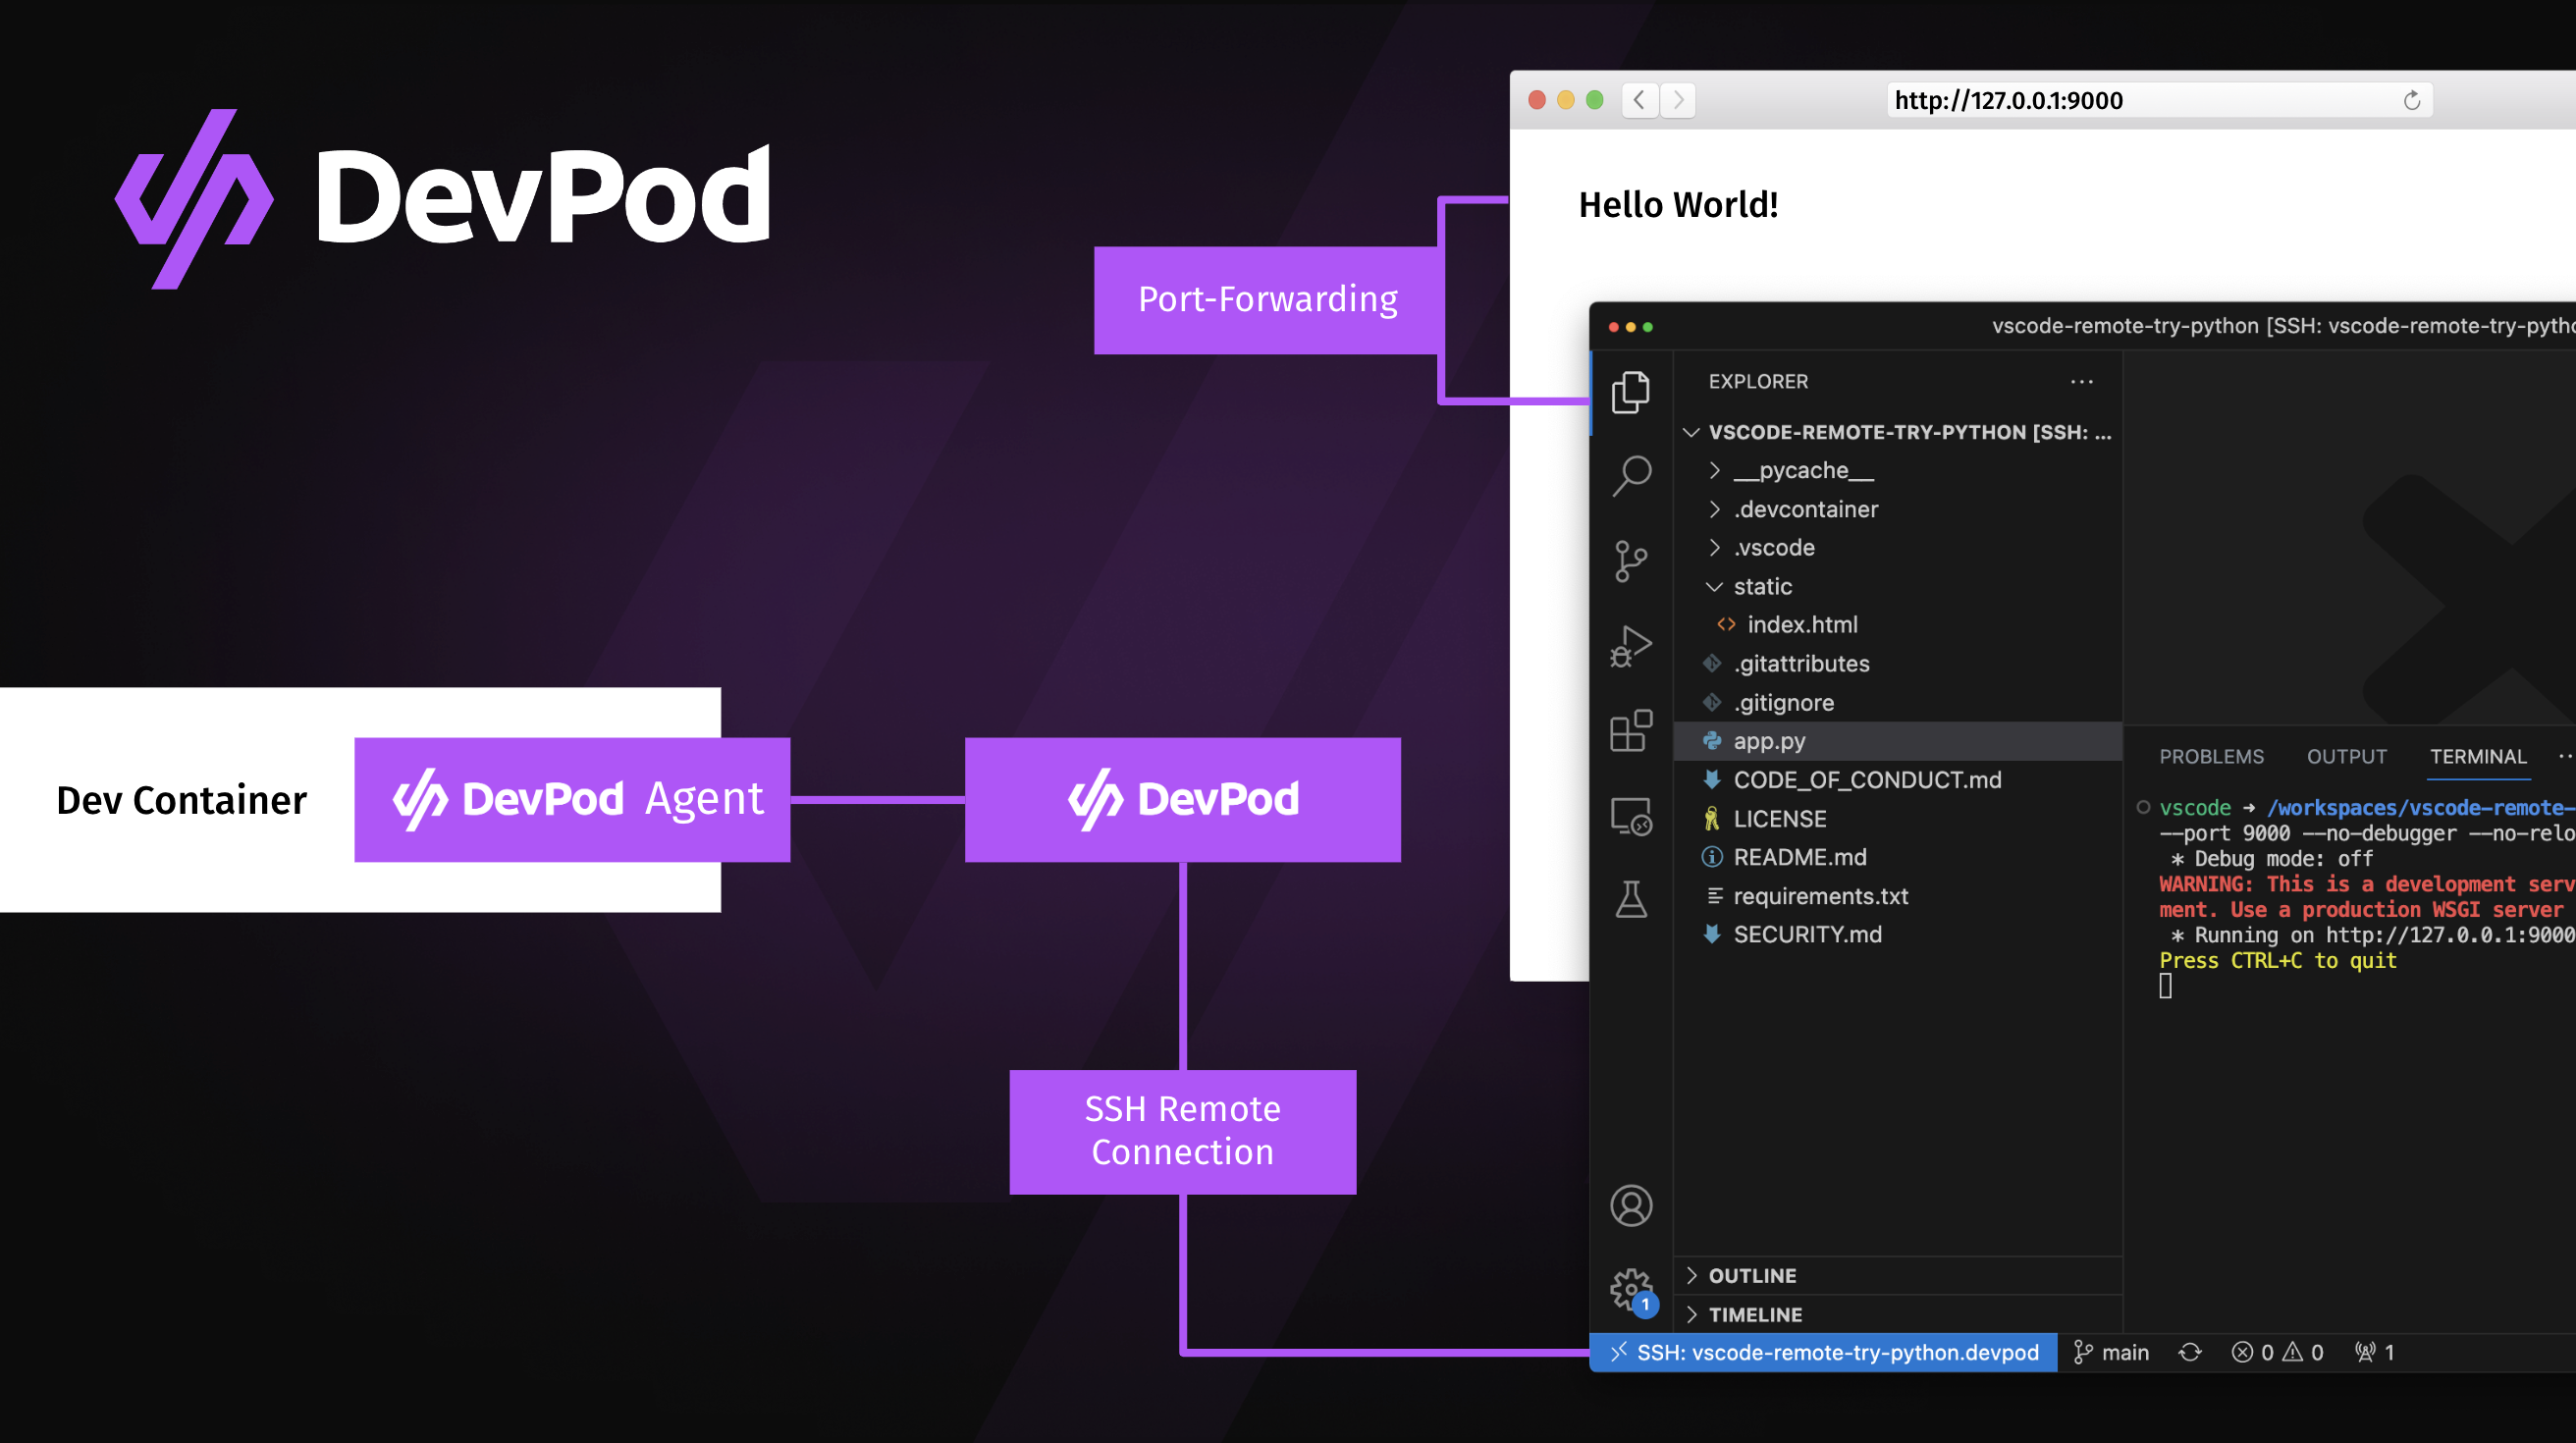 DevPod
http://127.0.0.1:9000
Hello World!
Port-Forwarding
vscode-remote-try-python [SSH: vscode-remote-try-pytho
EXPLORER
VSCODE-REMOTE-TRY-PYTHON [SSH: ...
__pycache__
.devcontainer
.vscode
static
index.html
.gitattributes
.gitignore
app.py
CODE_OF_CONDUCT.md
LICENSE
README.md
requirements.txt
SECURITY.md
OUTLINE
TIMELINE
PROBLEMS OUTPUT TERMINAL ...
vscode → /workspaces/vscode-remote-
--port 9000 --no-debugger --no-relo
* Debug mode: off
WARNING: This is a development serv
ment. Use a production WSGI server
* Running on http://127.0.0.1:9000
Press CTRL+C to quit
Dev Container
DevPod Agent
DevPod
SSH Remote
Connection
1
SSH: vscode-remote-try-python.devpod main 0 0 1